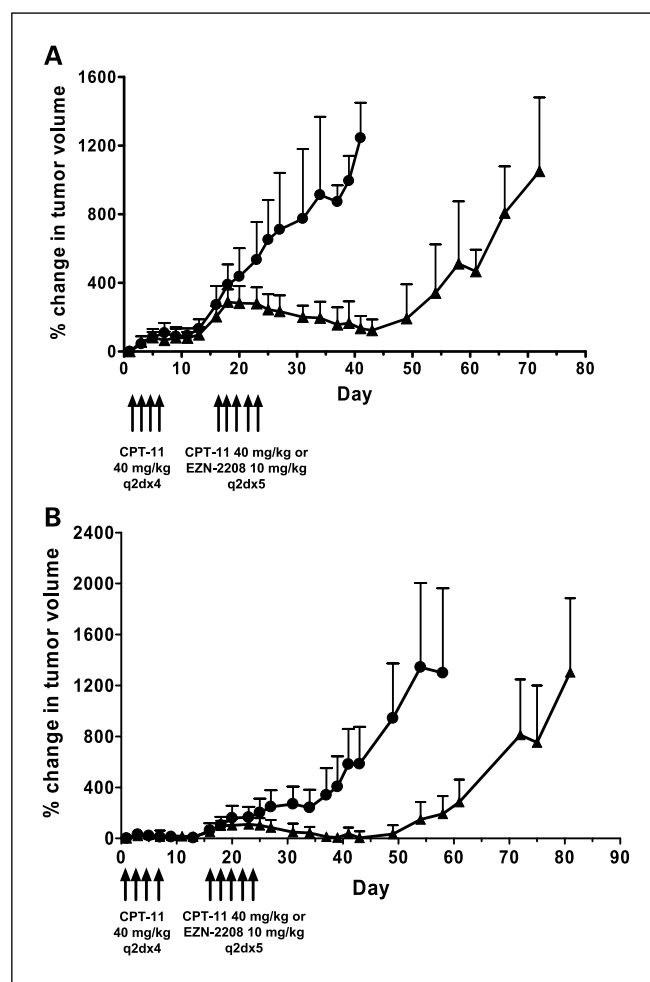 A
% change in tumor volume
1600
1200
800
400
0
0 10 20 30 40 50 60 70 80
Day
CPT-11 CPT-11 40 mg/kg or
40 mg/kg EZN-2208 10 mg/kg
q2dx4 q2dx5
B
% change in tumor volume
2400
2000
1600
1200
800
400
0
0 10 20 30 40 50 60 70 80 90
Day
CPT-11 CPT-11 40 mg/kg or
40 mg/kg EZN-2208 10 mg/kg
q2dx4 q2dx5